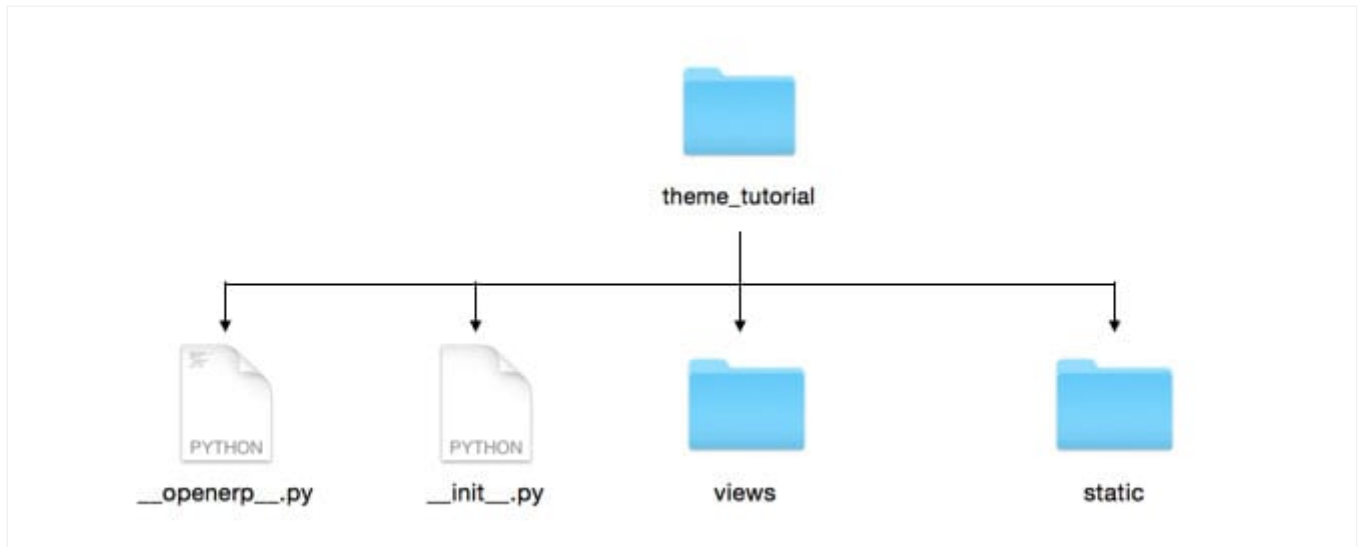 theme_tutorial
PYTHON PYTHON
__openerp__.py __init__.py views static